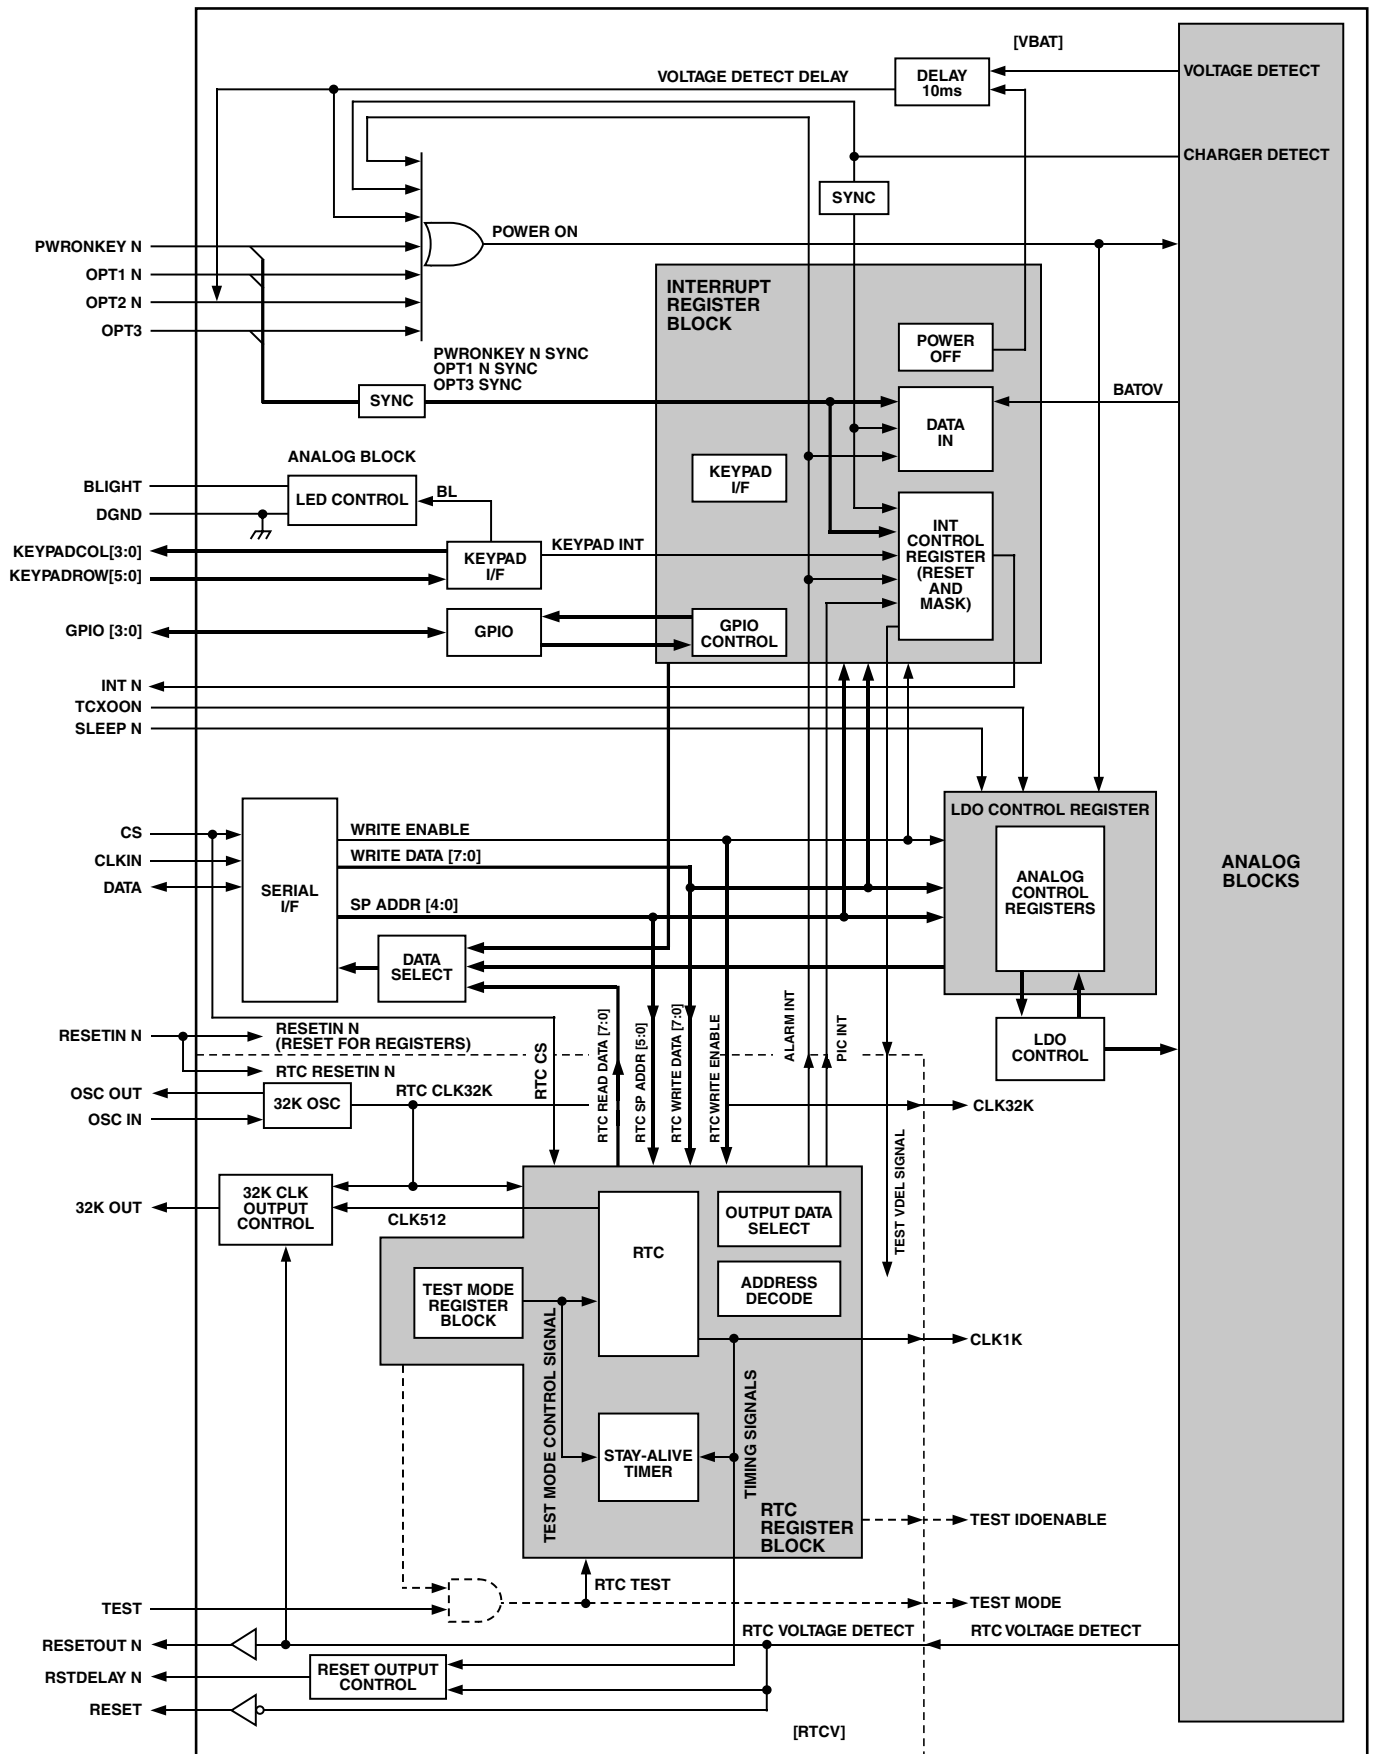 [VBAT]
VOLTAGE DETECT DELAY
DELAY
10ms
VOLTAGE DETECT
CHARGER DETECT
SYNC
PWRONKEY N
POWER ON
OPT1 N
OPT2 N
OPT3
INTERRUPT
REGISTER
BLOCK
POWER
OFF
PWRONKEY N SYNC
OPT1 N SYNC
OPT3 SYNC
SYNC
BATOV
DATA
IN
ANALOG BLOCK
BLIGHT
LED CONTROL
BL
DGND
KEYPAD
I/F
INT
CONTROL
REGISTER
(RESET
AND
MASK)
KEYPADCOL[3:0]
KEYPADROW[5:0]
KEYPAD
I/F
KEYPAD INT
GPIO [3:0]
GPIO
GPIO
CONTROL
INT N
TCXOON
SLEEP N
LDO CONTROL REGISTER
CS
CLKIN
DATA
SERIAL
I/F
WRITE ENABLE
WRITE DATA [7:0]
SP ADDR [4:0]
ANALOG
CONTROL
REGISTERS
ANALOG
BLOCKS
DATA
SELECT
RESETIN N
RESETIN N
(RESET FOR REGISTERS)
RTC RESETIN N
RTC CS
RTC READ DATA [7:0]
RTC SP ADDR [5:0]
RTC WRITE DATA [7:0]
RTC WRITE ENABLE
ALARM INT
PIC INT
LDO
CONTROL
OSC OUT
OSC IN
32K OSC
RTC CLK32K
CLK32K
TEST VDEL SIGNAL
32K OUT
32K CLK
OUTPUT
CONTROL
CLK512
RTC
OUTPUT DATA
SELECT
ADDRESS
DECODE
TEST MODE
REGISTER
BLOCK
CLK1K
TEST MODE CONTROL SIGNAL
TIMING SIGNALS
STAY-ALIVE
TIMER
RTC
REGISTER
BLOCK
TEST IDOENABLE
RTC TEST
TEST
TEST MODE
RESETOUT N
RTC VOLTAGE DETECT
RTC VOLTAGE DETECT
RSTDELAY N
RESET OUTPUT
CONTROL
RESET
[RTCV]